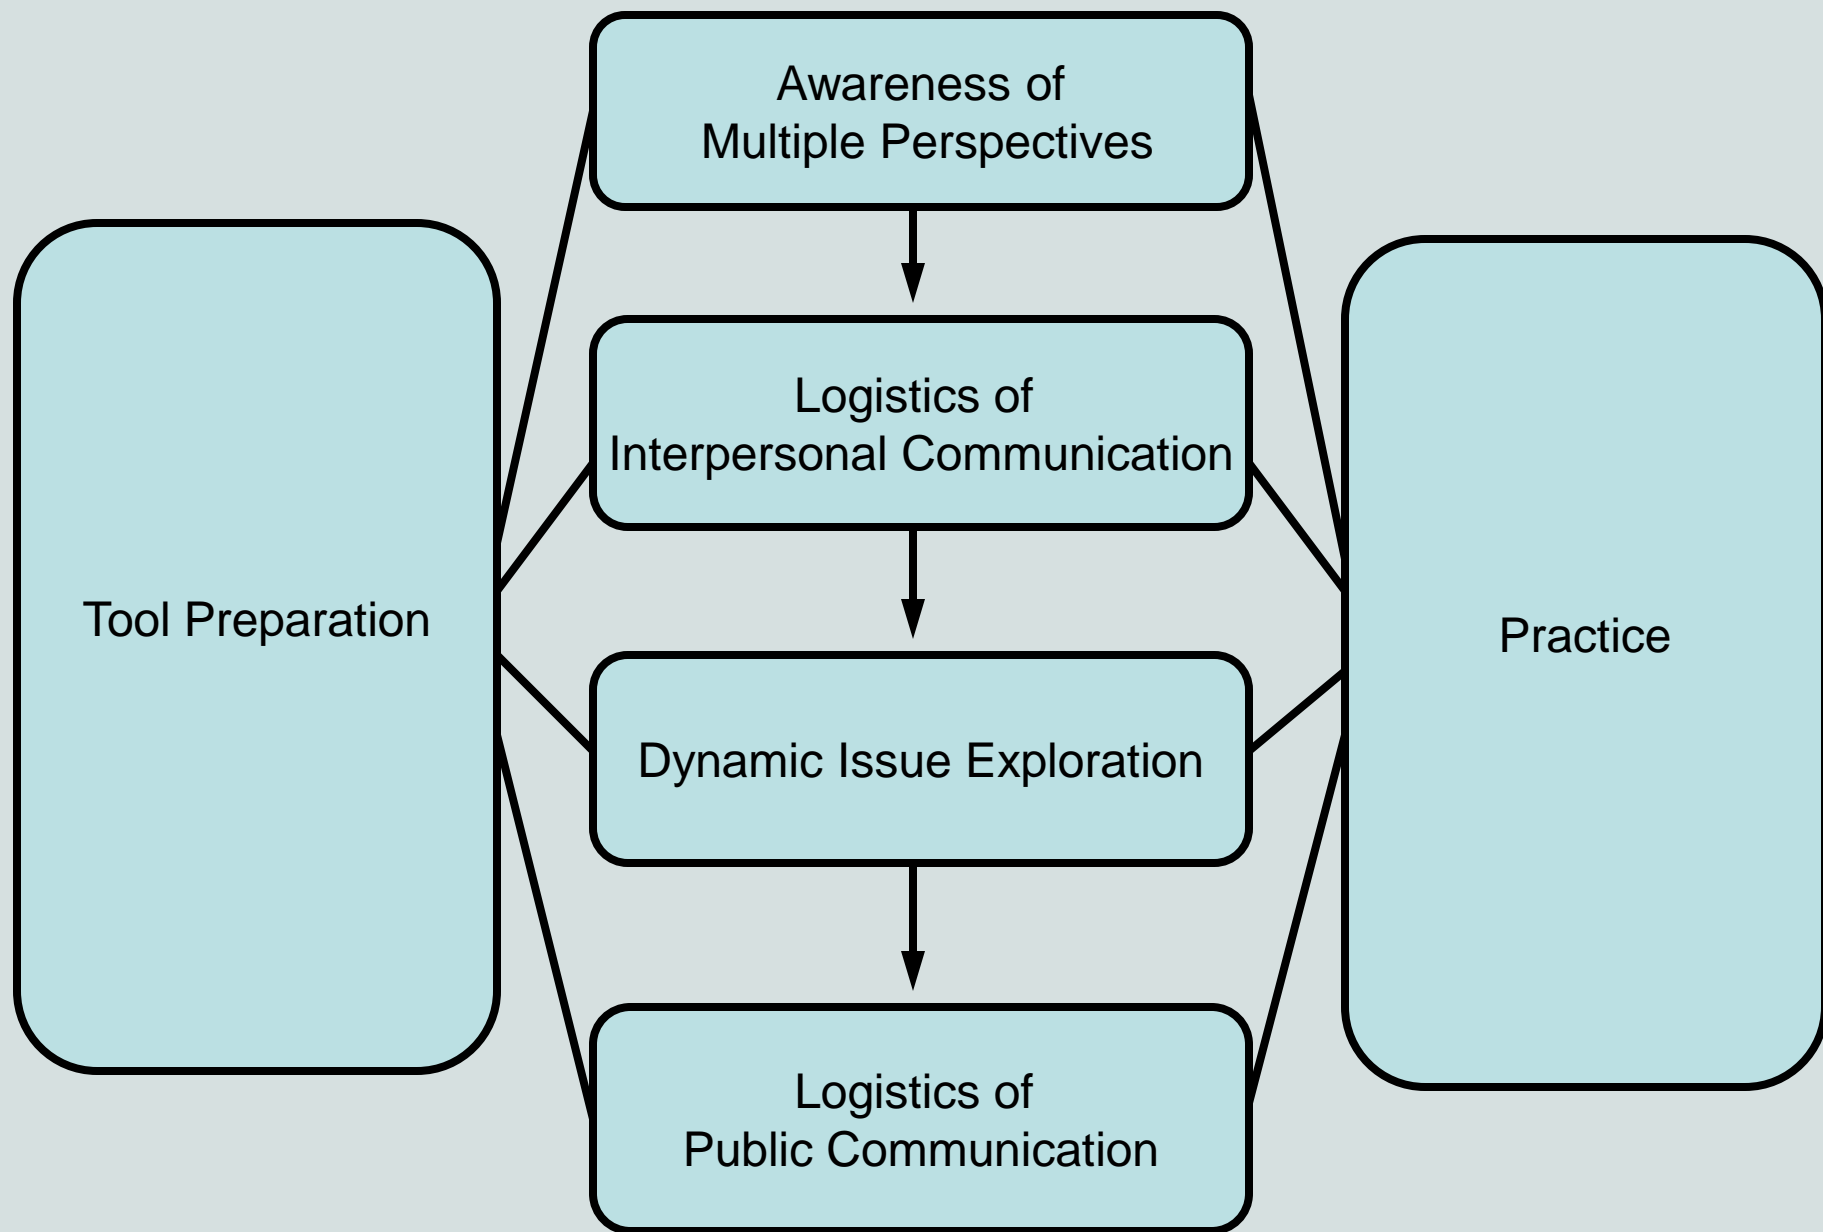 Awareness of
Multiple Perspectives
Logistics of
Interpersonal Communication
Tool Preparation
Practice
Dynamic Issue Exploration
Logistics of
Public Communication